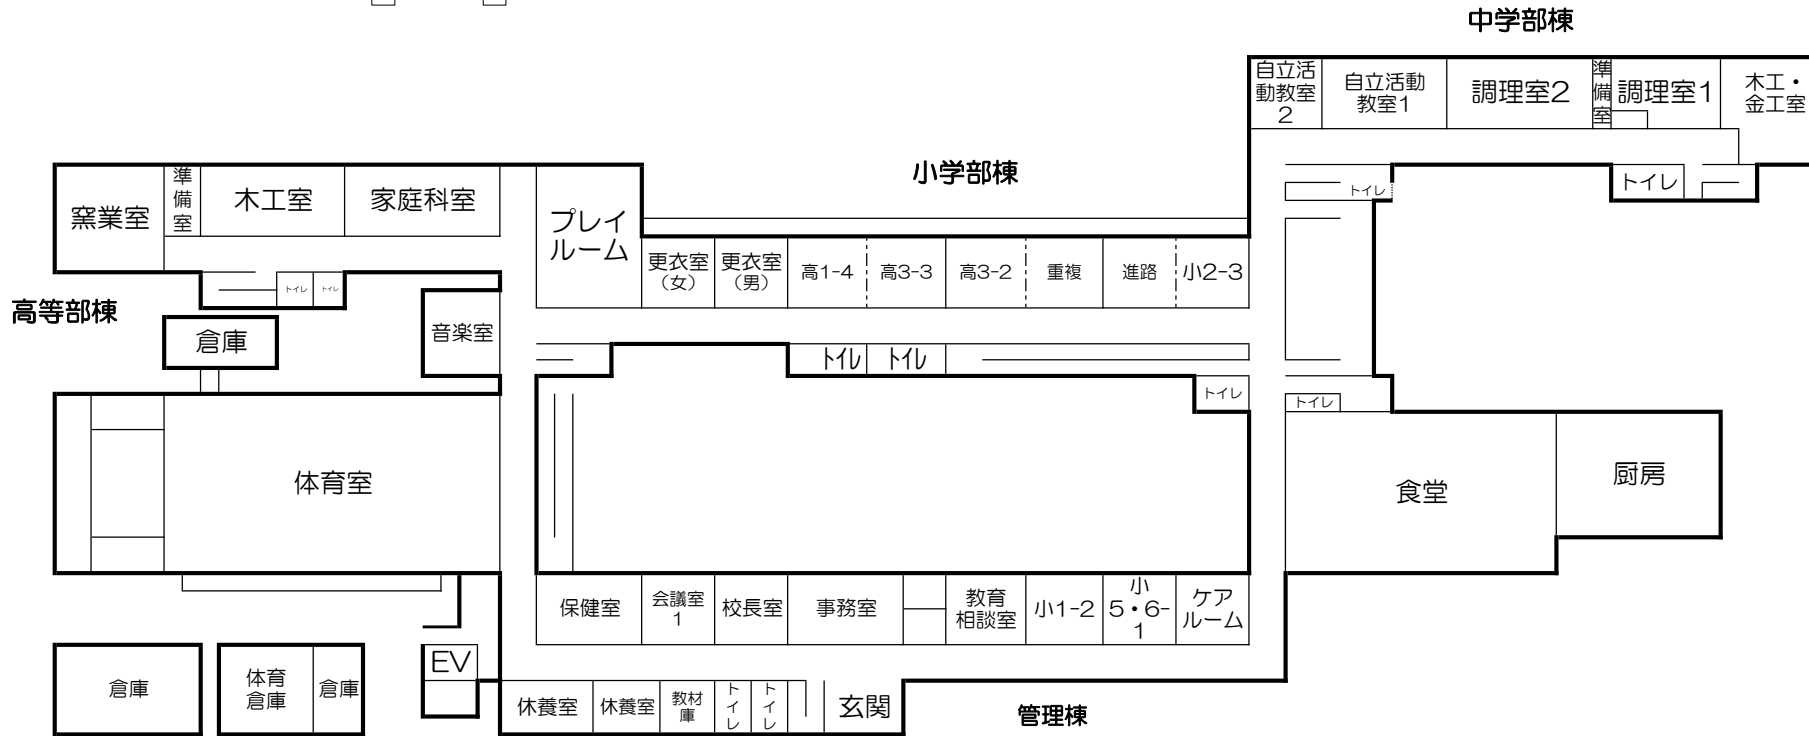 中学部棟
自立活
動教室
2
自立活動
教室1
調理室2
準
備
室
調理室1
木工・
金工室
小学部棟
トイレ
トイレ
窯業室
準
備
室
木工室
家庭科室
プレイ
ルーム
更衣室
(女)
更衣室
(男)
高1-4
高3-3
高3-2
重複
進路
小2-3
トイレ
トイレ
高等部棟
倉庫
音楽室
トイレ
トイレ
トイレ
トイレ
体育室
食堂
厨房
保健室
会議室
1
校長室
事務室
教育
相談室
小1-2
小
5・6-
1
ケア
ルーム
EV
倉庫
体育
倉庫
倉庫
休養室
休養室
教材
庫
ト
イ
レ
ト
イ
レ
玄関
管理棟